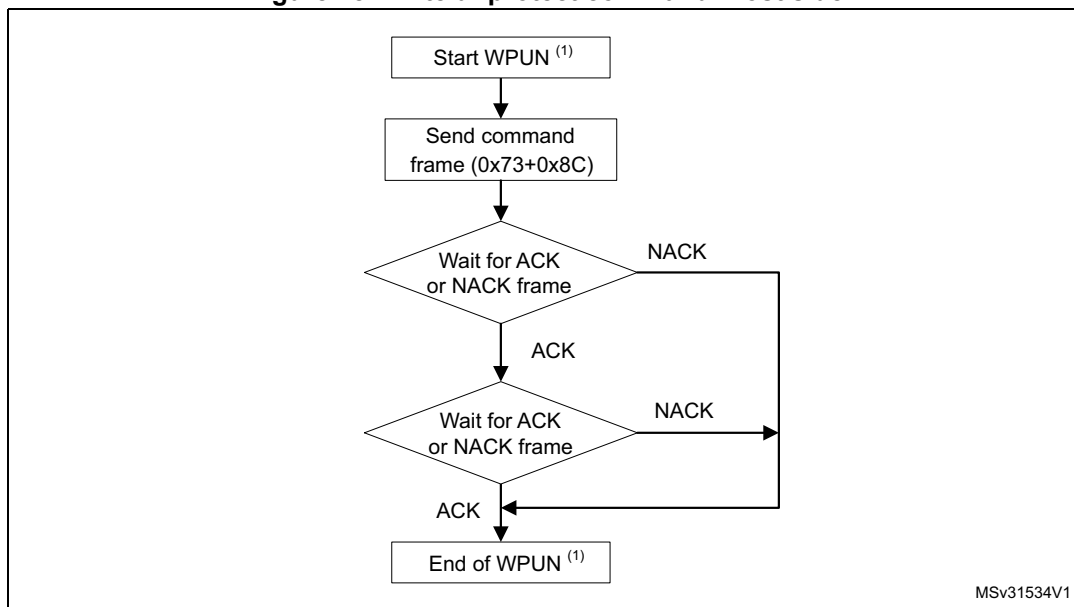 Start WPUN (1)
Send command
frame (0x73+0x8C)
Wait for ACK
or NACK frame
NACK
ACK
Wait for ACK
or NACK frame
NACK
ACK
End of WPUN (1)
MSv31534V1